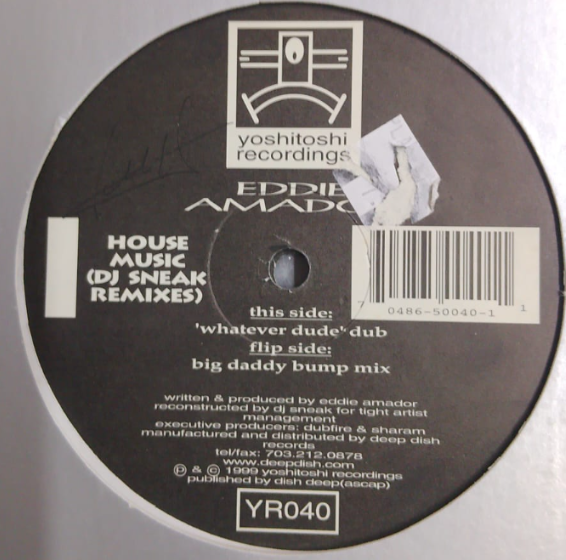 yoshitoshi
recordings
EDDIE
HOUSE
MUSIC
(DJ SNEAK
REMIXES)
7 0486-50040-1 1
this side:
'whatever dude' dub
flip side:
big daddy bump mix
written & produced by eddie amador
reconstructed by dj sneak for tight artist
management
executive producers: dubfire & sharam
manufactured and distributed by deep dish
records
tel/fax: 703.212.0878
www.deepdish.com
℗ & © 1999 yoshitoshi recordings
published by dish deep(ascap)
YR040